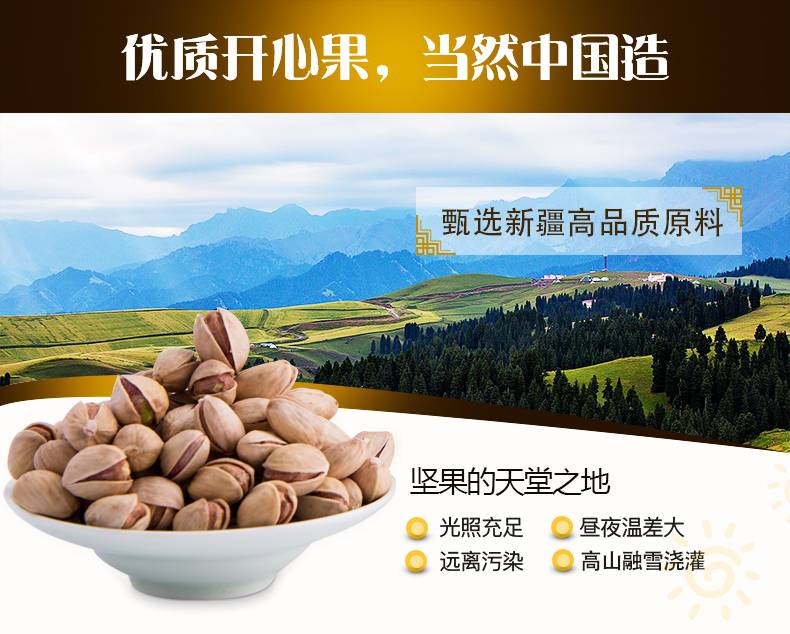 优质开心果，当然中国造
甄选新疆高品质原料
坚果的天堂之地
光照充足 昼夜温差大
远离污染 高山融雪浇灌